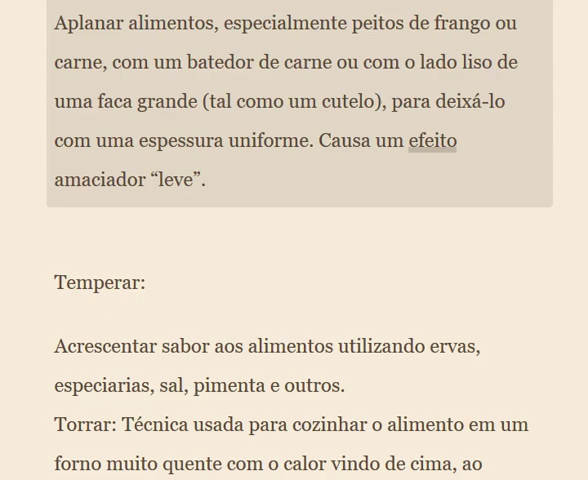 Aplanar alimentos, especialmente peitos de frango ou
carne, com um batedor de carne ou com o lado liso de
uma faca grande (tal como um cutelo), para deixá-lo
com uma espessura uniforme. Causa um efeito
amaciador “leve”.
Temperar:
Acrescentar sabor aos alimentos utilizando ervas,
especiarias, sal, pimenta e outros.
Torrar: Técnica usada para cozinhar o alimento em um
forno muito quente com o calor vindo de cima, ao